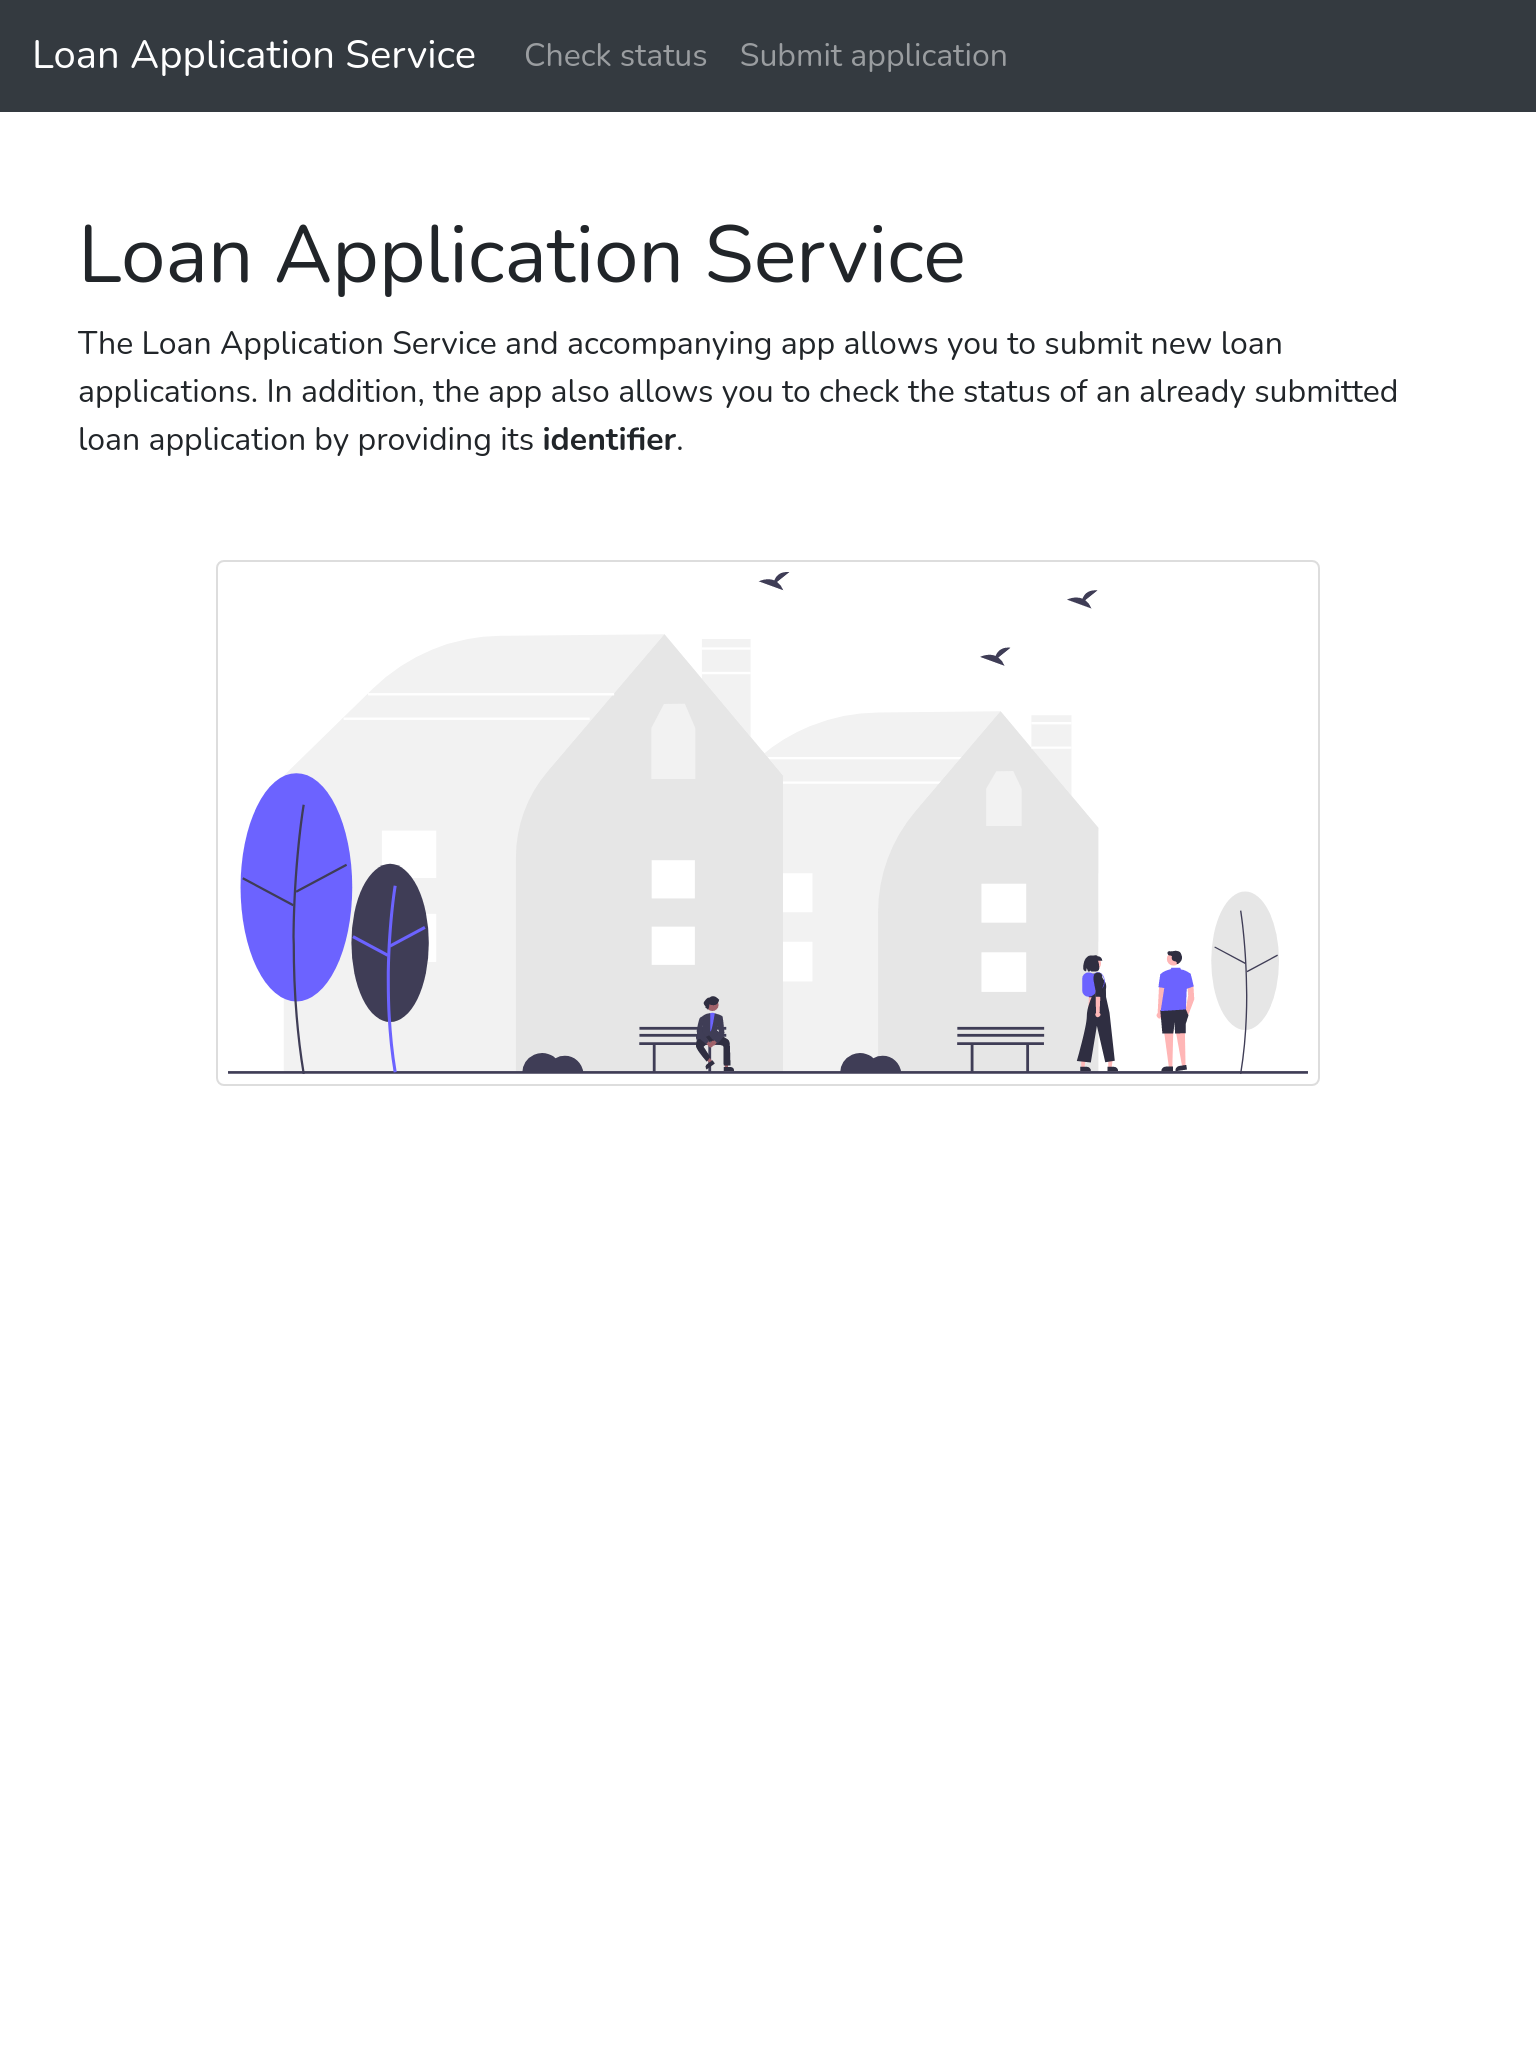 Loan Application Service Check status Submit application
Loan Application Service
The Loan Application Service and accompanying app allows you to submit new loan
applications. In addition, the app also allows you to check the status of an already submitted
loan application by providing its identifier.